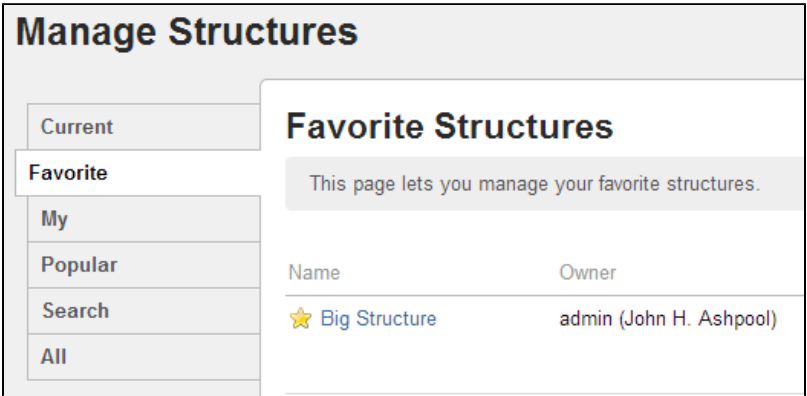 Manage Structures
Current
Favorite
My
Popular
Search
All
Favorite Structures
This page lets you manage your favorite structures.
Name Owner
Big Structure admin (John H. Ashpool)